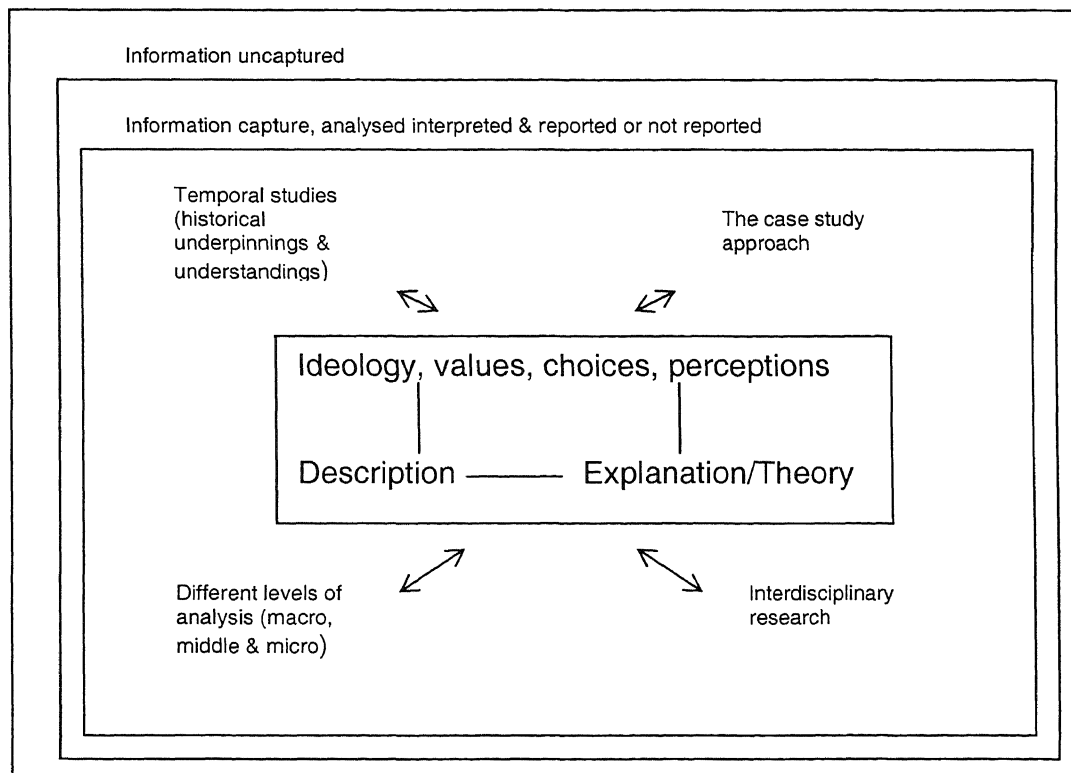 Information uncaptured
Information capture, analysed interpreted & reported or not reported
Temporal studies
(historical
underpinnings &
understandings)
The case study
approach
Ideology, values, choices, perceptions
Description
Explanation/Theory
Different levels of
analysis (macro,
middle & micro)
Interdisciplinary
research